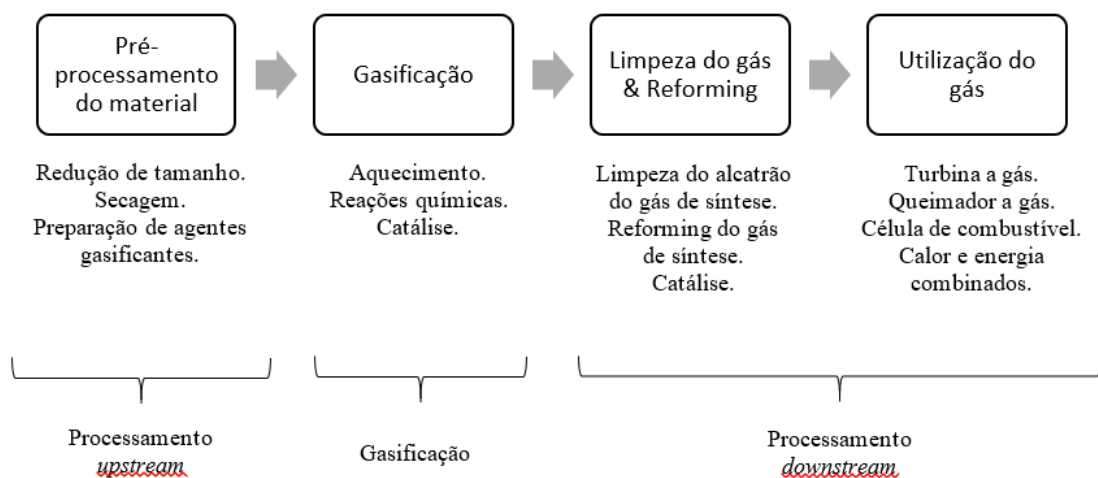 Pré-
processamento
do material
Gasificação
Limpeza do gás
& Reforming
Utilização do
gás
Redução de tamanho.
Secagem.
Preparação de agentes
gasificantes.
Aquecimento.
Reações químicas.
Catálise.
Limpeza do alcatrão
do gás de síntese.
Reforming do gás
de síntese.
Catálise.
Turbina a gás.
Queimador a gás.
Célula de combustível.
Calor e energia
combinados.
Processamento
upstream
Gasificação
Processamento
downstream